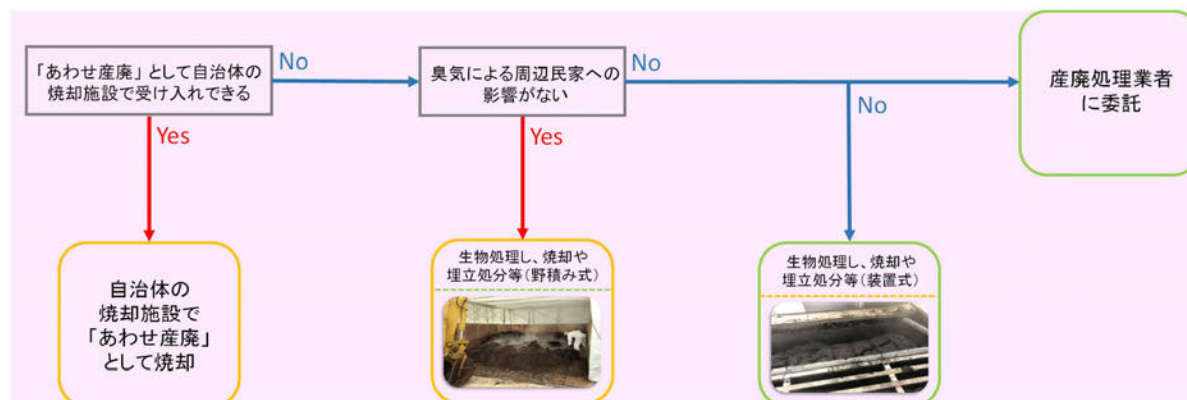 「あわせ産廃」として自治体の
焼却施設で受け入れできる
No
臭気による周辺民家への
影響がない
No
産廃処理業者
に委託
Yes
Yes
No
自治体の
焼却施設で
「あわせ産廃」
として焼却
生物処理し、焼却や
埋立処分等(野積み式)
生物処理し、焼却や
埋立処分等(装置式)